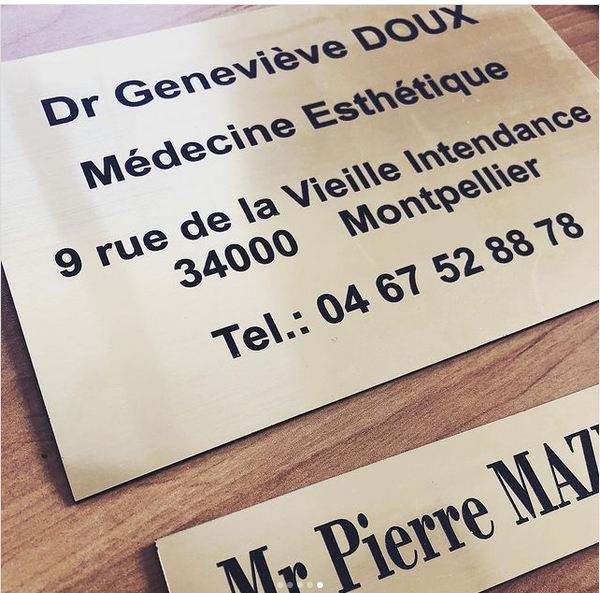 Dr Geneviève DOUX
Médecine Esthétique
9 rue de la Vieille Intendance
34000 Montpellier
Tel.: 04 67 52 88 78
Mr Pierre